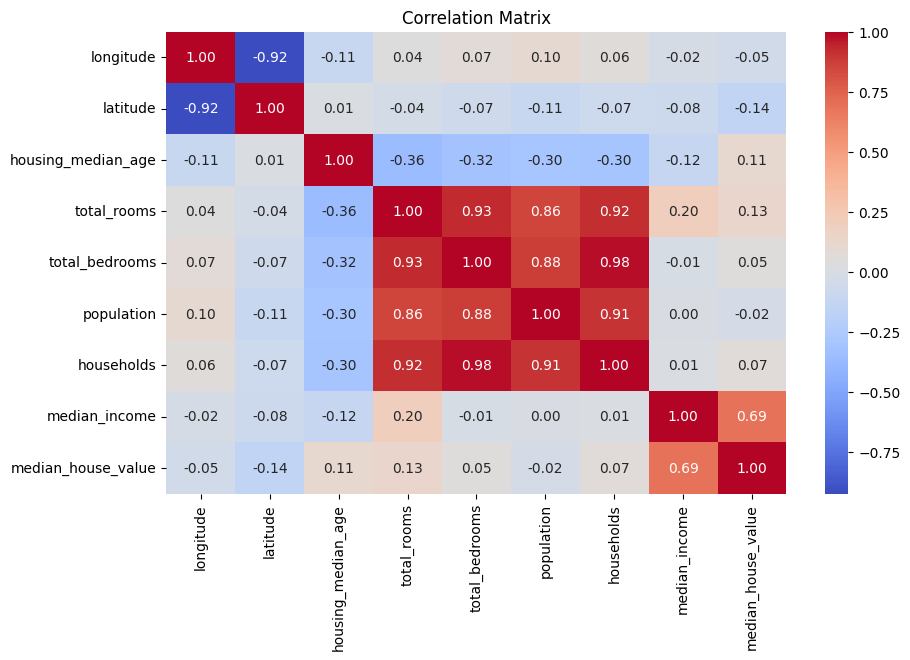 Correlation Matrix
longitude 1.00 -0.92 -0.11 0.04 0.07 0.10 0.06 -0.02 -0.05
latitude -0.92 1.00 0.01 -0.04 -0.07 -0.11 -0.07 -0.08 -0.14
housing_median_age -0.11 0.01 1.00 -0.36 -0.32 -0.30 -0.30 -0.12 0.11
total_rooms 0.04 -0.04 -0.36 1.00 0.93 0.86 0.92 0.20 0.13
total_bedrooms 0.07 -0.07 -0.32 0.93 1.00 0.88 0.98 -0.01 0.05
population 0.10 -0.11 -0.30 0.86 0.88 1.00 0.91 0.00 -0.02
households 0.06 -0.07 -0.30 0.92 0.98 0.91 1.00 0.01 0.07
median_income -0.02 -0.08 -0.12 0.20 -0.01 0.00 0.01 1.00 0.69
median_house_value -0.05 -0.14 0.11 0.13 0.05 -0.02 0.07 0.69 1.00
longitude
latitude
housing_median_age
total_rooms
total_bedrooms
population
households
median_income
median_house_value
1.00
0.75
0.50
0.25
0.00
-0.25
-0.50
-0.75